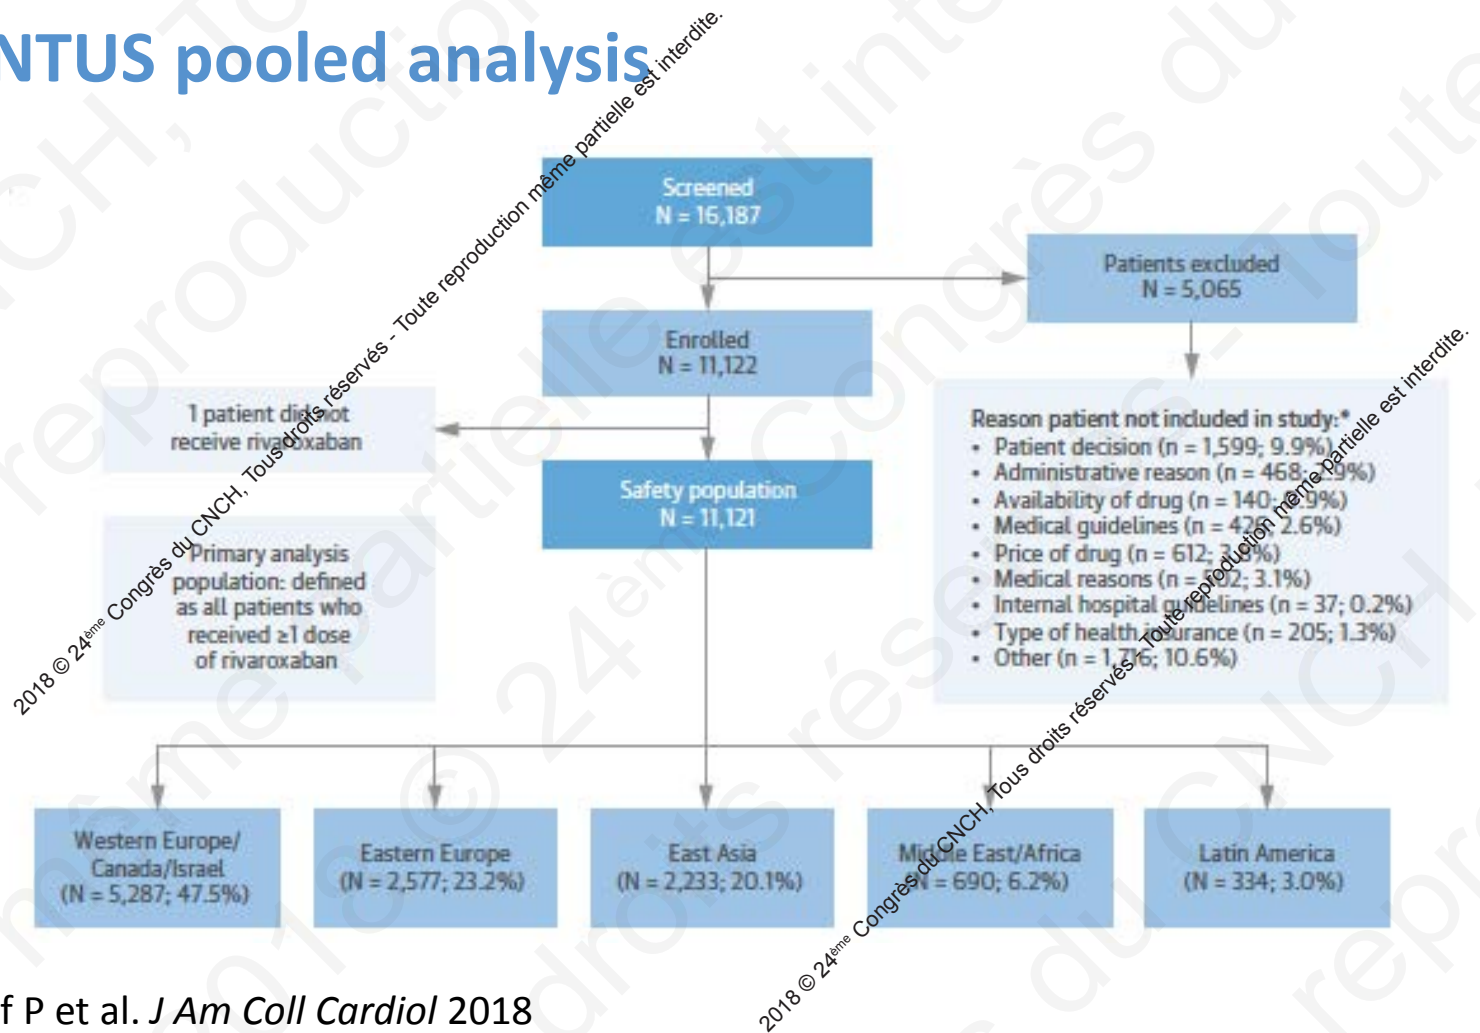 NTUS pooled analysis
Screened
N = 16,187
Patients excluded
N = 5,065
Enrolled
N = 11,122
1 patient did not
receive rivaroxaban
Reason patient not included in study:*
• Patient decision (n = 1,599; 9.9%)
• Administrative reason (n = 468; 2.9%)
• Availability of drug (n = 140; 0.9%)
• Medical guidelines (n = 426; 2.6%)
• Price of drug (n = 612; 3.8%)
• Medical reasons (n = 502; 3.1%)
• Internal hospital guidelines (n = 37; 0.2%)
• Type of health insurance (n = 205; 1.3%)
• Other (n = 1,716; 10.6%)
Safety population
N = 11,121
Primary analysis
population: defined
as all patients who
received ≥1 dose
of rivaroxaban
Western Europe/
Canada/Israel
(N = 5,287; 47.5%)
Eastern Europe
(N = 2,577; 23.2%)
East Asia
(N = 2,233; 20.1%)
Middle East/Africa
N = 690; 6.2%)
Latin America
(N = 334; 3.0%)
f P et al. J Am Coll Cardiol 2018
2018 © 24ème Congrès du CNCH, Tous droits réservés - Toute reproduction même partielle est interdite.
2018 © 24ème Congrès du CNCH, Tous droits réservés - Toute reproduction même partielle est interdite.